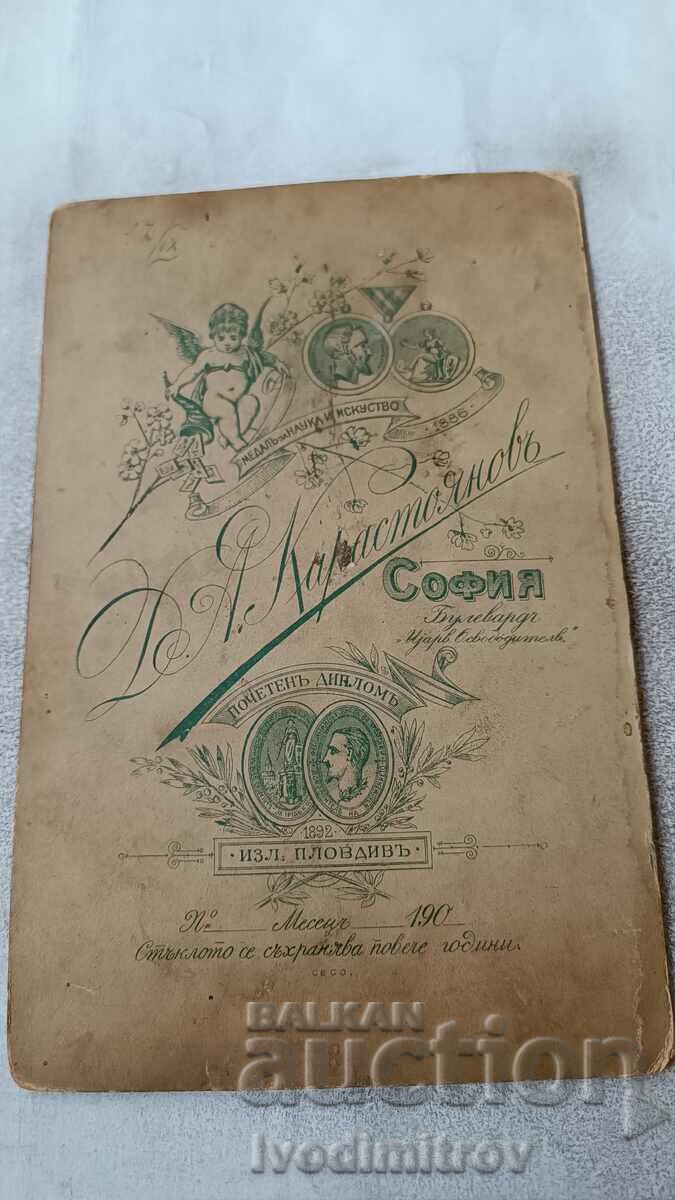 МЕДАЛЪ ЗА НАУКА И ИСКУСТВО
·1886·
Д. А. Карастояновъ
София
Булевардъ
„Царь Освободитель“
ПОЧЕТЕНЪ ДИПЛОМЪ
1892·
·ИЗЛ. ПЛОВДИВЪ·
№ Месецъ 190
Стъклото се съхранява повече години.
BALKAN
auction
Ivodimitrov